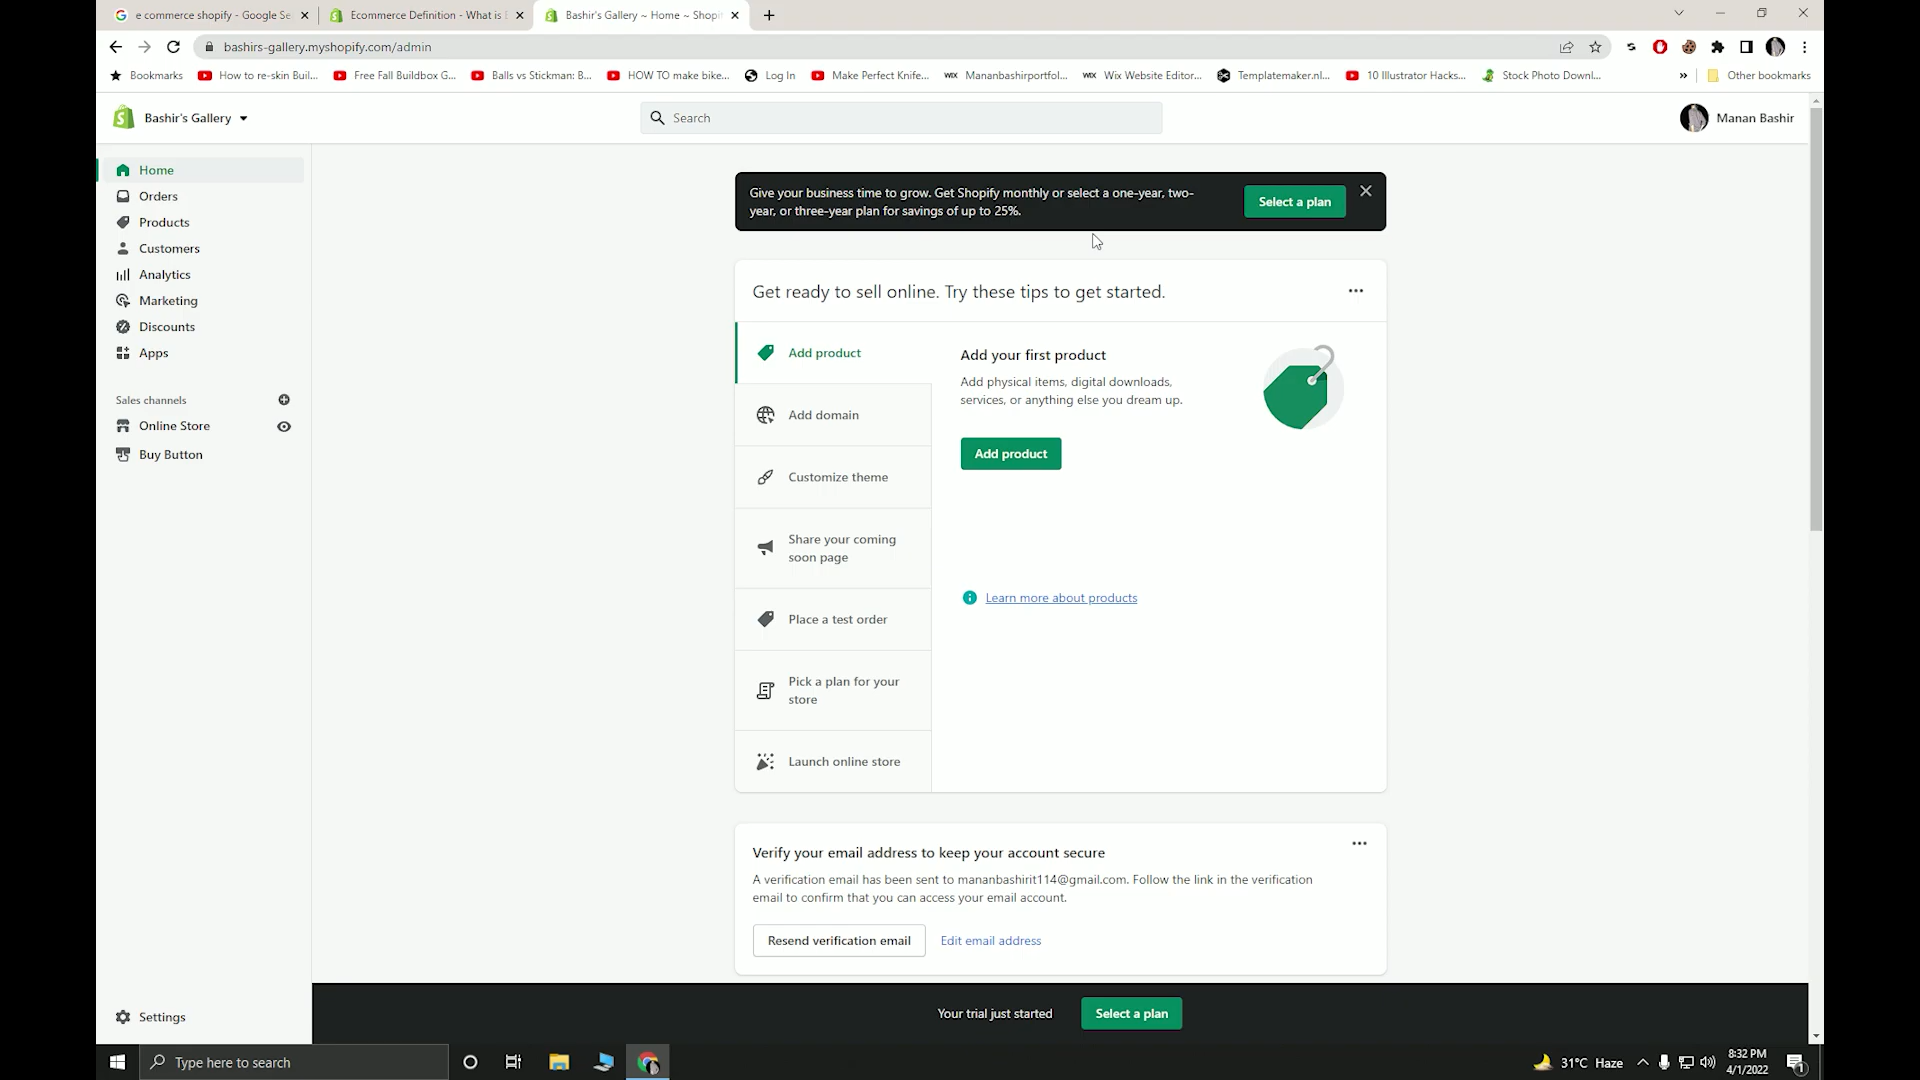 e commerce shopify - Google Se
Ecommerce Definition - What is
Bashir's Gallery ~ Home ~ Shopi
bashirs-gallery.myshopify.com/admin
Bookmarks
How to re-skin Buil...
Free Fall Buildbox G...
Balls vs Stickman: B...
HOW TO make bike...
Log In
Make Perfect Knife...
WIX Mananbashirportfol...
WIX Wix Website Editor...
Templatemaker.nl...
10 Illustrator Hacks...
Stock Photo Downl...
»
Other bookmarks
Bashir's Gallery
Search
Manan Bashir
Home
Orders
Products
Customers
Analytics
Marketing
Discounts
Apps
Sales channels
Online Store
Buy Button
Settings
Give your business time to grow. Get Shopify monthly or select a one-year, two-
year, or three-year plan for savings of up to 25%.
Select a plan
Get ready to sell online. Try these tips to get started.
Add product
Add domain
Customize theme
Share your coming
soon page
Place a test order
Pick a plan for your
store
Launch online store
Add your first product
Add physical items, digital downloads,
services, or anything else you dream up.
Add product
Learn more about products
Verify your email address to keep your account secure
A verification email has been sent to mananbashirit114@gmail.com. Follow the link in the verification
email to confirm that you can access your email account.
Resend verification email
Edit email address
Your trial just started
Select a plan
Type here to search
31°C Haze
8:32 PM
4/1/2022
1